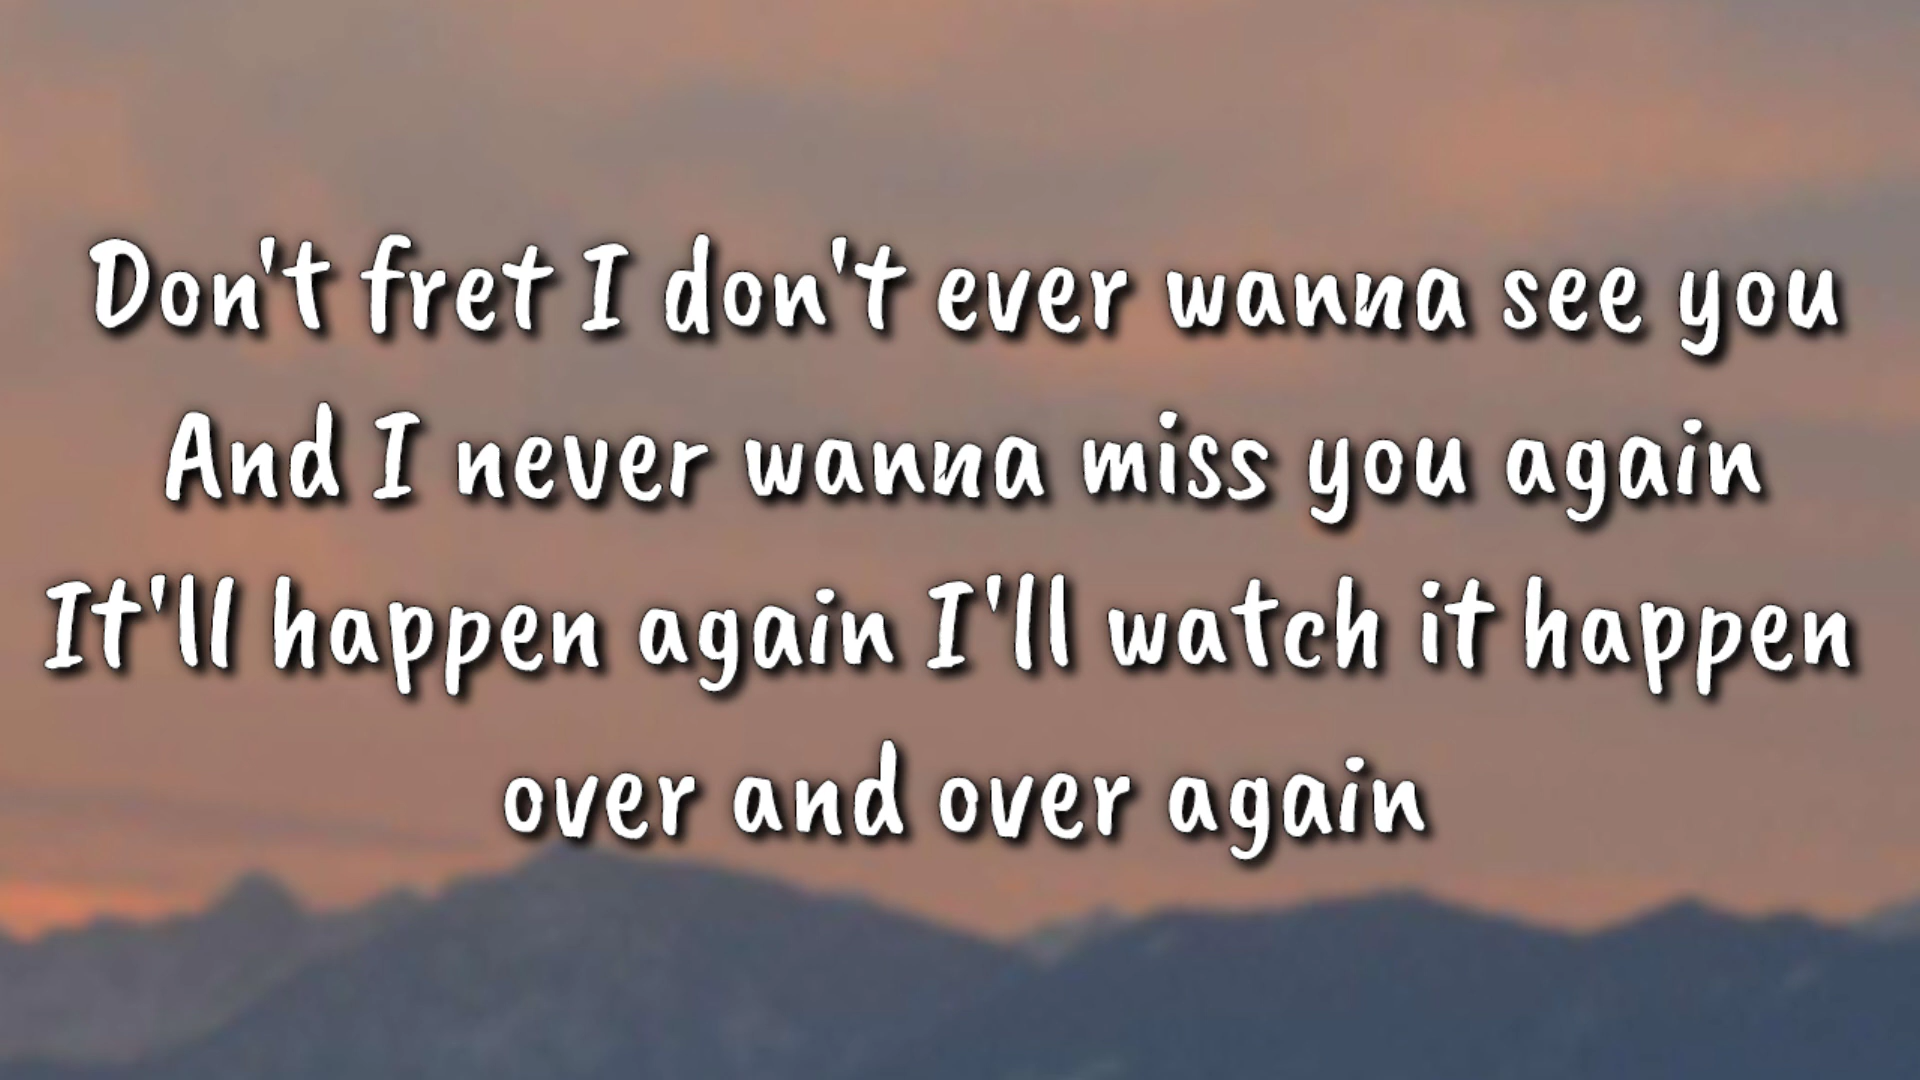 Don't fret I don't ever wanna see you
And I never wanna miss you again
It'll happen again I'll watch it happen
over and over again